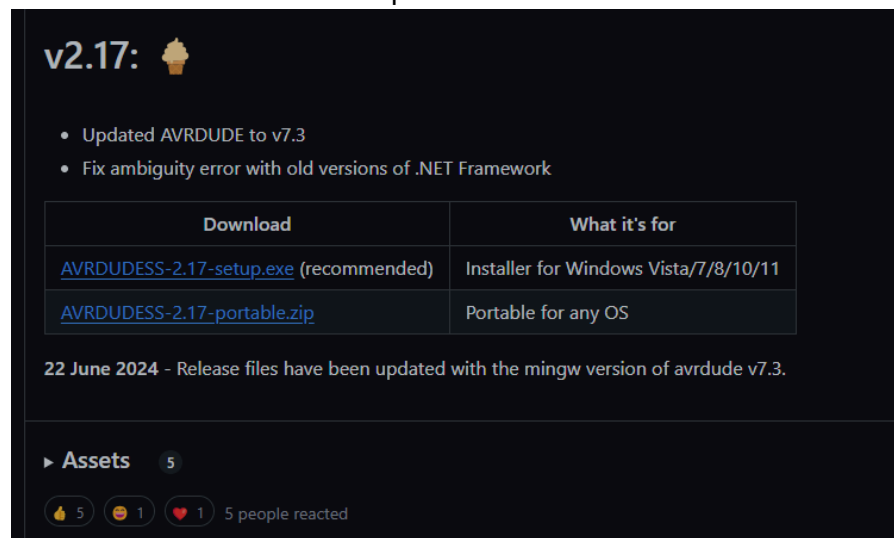 v2.17: 🍦
• Updated AVRDUDE to v7.3
• Fix ambiguity error with old versions of .NET Framework
Download What it's for
AVRDUDESS-2.17-setup.exe (recommended) Installer for Windows Vista/7/8/10/11
AVRDUDESS-2.17-portable.zip Portable for any OS
22 June 2024 - Release files have been updated with the mingw version of avrdude v7.3.
▸ Assets 5
👍 5 😄 1 ❤️ 1 5 people reacted